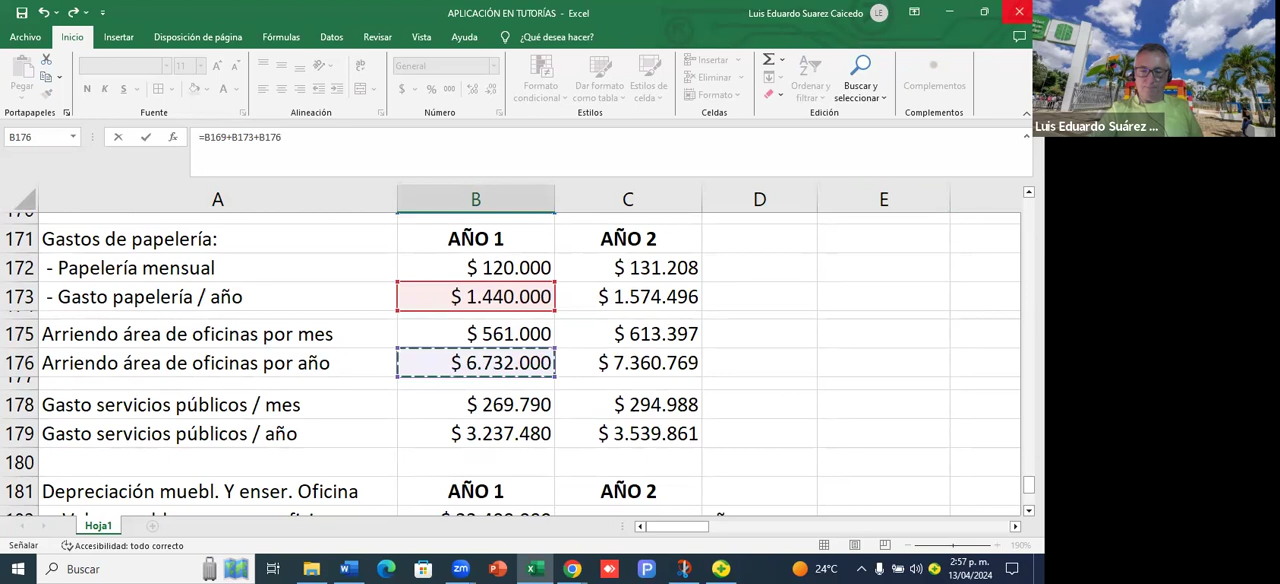 APLICACIÓN EN TUTORÍAS - Excel
Luis Eduardo Suarez Caicedo
LE
Archivo Inicio Insertar Disposición de página Fórmulas Datos Revisar Vista Ayuda ¿Qué desea hacer?
Pegar
11
N K S
General
$ % 000
Formato condicional
Dar formato como tabla
Estilos de celda
Insertar
Eliminar
Formato
Ordenar y filtrar
Buscar y seleccionar
Complementos
Portapapeles Fuente Alineación Número Estilos Celdas Edición Complementos
Luis Eduardo Suárez ...
B176 fx =B169+B173+B176
A B C D E
171 Gastos de papelería: AÑO 1 AÑO 2
172 - Papelería mensual $ 120.000 $ 131.208
173 - Gasto papelería / año $ 1.440.000 $ 1.574.496
175 Arriendo área de oficinas por mes $ 561.000 $ 613.397
176 Arriendo área de oficinas por año $ 6.732.000 $ 7.360.769
177
178 Gasto servicios públicos / mes $ 269.790 $ 294.988
179 Gasto servicios públicos / año $ 3.237.480 $ 3.539.861
180
181 Depreciación muebl. Y enser. Oficina AÑO 1 AÑO 2
Hoja1
Señalar Accesibilidad: todo correcto 190%
Buscar
zm
24°C
2:57 p. m.
13/04/2024